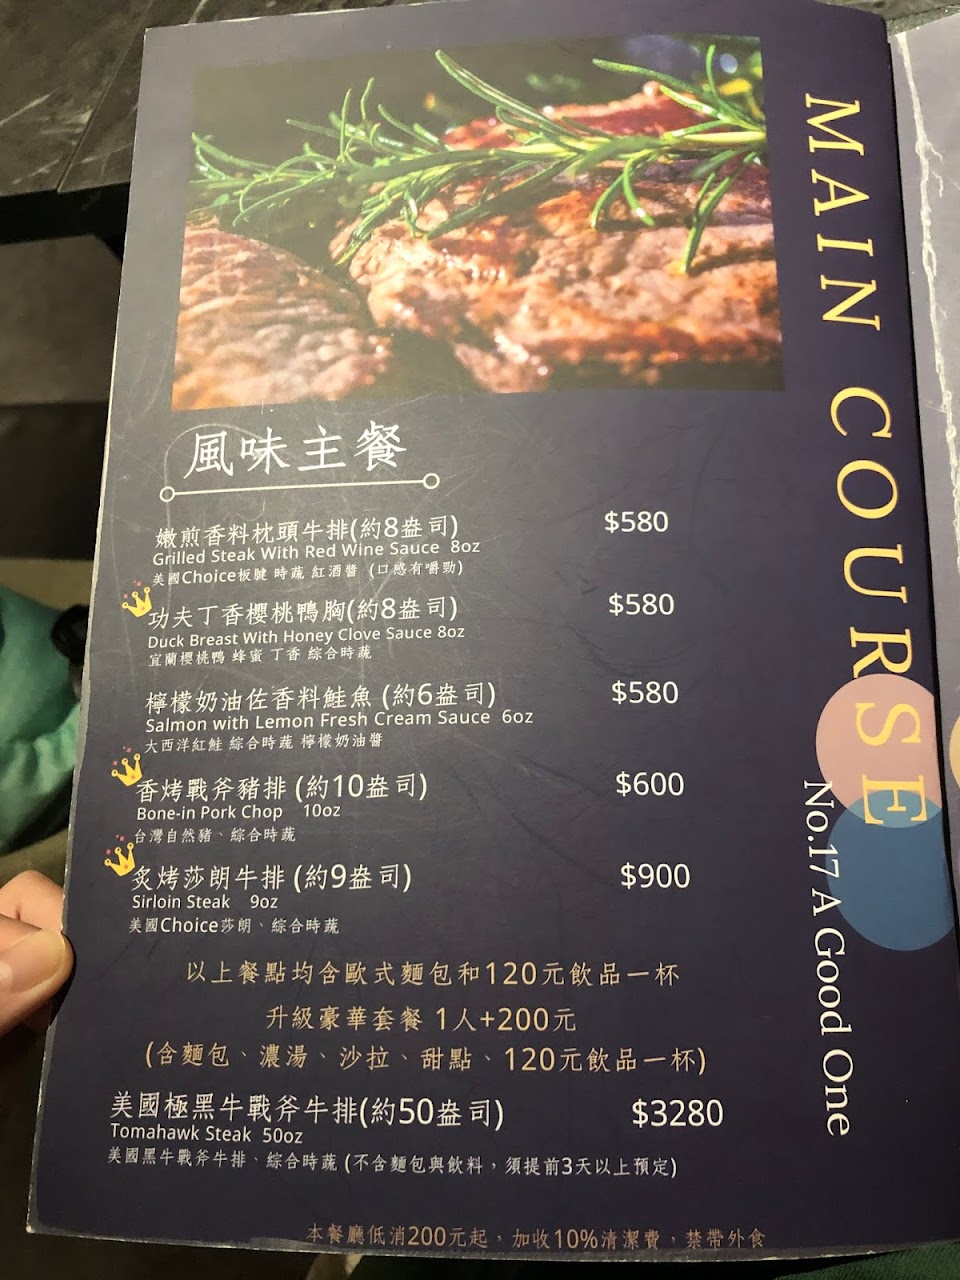 MAIN COURSE
No.17 A Good One
風味主餐
嫩煎香料枕頭牛排(約8盎司) $580
Grilled Steak With Red Wine Sauce 8oz
美國Choice板腱 時蔬 紅酒醬 (口感有嚼勁)
功夫丁香櫻桃鴨胸(約8盎司) $580
Duck Breast With Honey Clove Sauce 8oz
宜蘭櫻桃鴨 蜂蜜 丁香 綜合時蔬
檸檬奶油佐香料鮭魚 (約6盎司) $580
Salmon with Lemon Fresh Cream Sauce 6oz
大西洋紅鮭 綜合時蔬 檸檬奶油醬
香烤戰斧豬排 (約10盎司) $600
Bone-in Pork Chop 10oz
台灣自然豬、綜合時蔬
炙烤莎朗牛排 (約9盎司) $900
Sirloin Steak 9oz
美國Choice莎朗、綜合時蔬
以上餐點均含歐式麵包和120元飲品一杯
升級豪華套餐 1人+200元
(含麵包、濃湯、沙拉、甜點、120元飲品一杯)
美國極黑牛戰斧牛排(約50盎司) $3280
Tomahawk Steak 50oz
美國黑牛戰斧牛排、綜合時蔬 (不含麵包與飲料，須提前3天以上預定)
本餐廳低消200元起，加收10%清潔費，禁帶外食